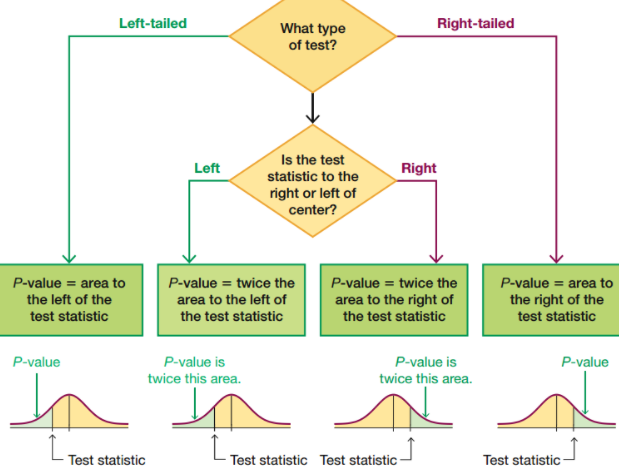 Left-tailed
What type
of test?
Right-tailed
Left
Is the test
statistic to the
right or left of
center?
Right
P-value = area to
the left of the
test statistic
P-value = twice the
area to the left of
the test statistic
P-value = twice the
area to the right of
the test statistic
P-value = area to
the right of the
test statistic
P-value
P-value is
twice this area.
P-value is
twice this area.
P-value
Test statistic
Test statistic
Test statistic
Test statistic